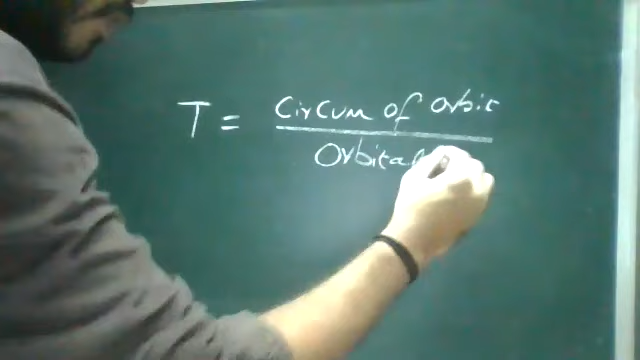 T = Circum of orbit
Orbital